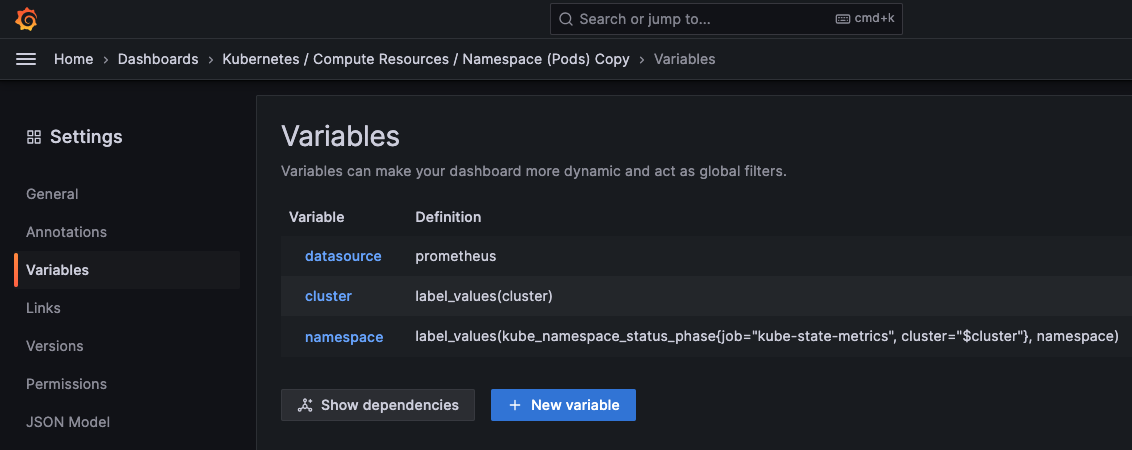 Search or jump to... cmd+k
Home › Dashboards › Kubernetes / Compute Resources / Namespace (Pods) Copy › Variables
Settings
General
Annotations
Variables
Links
Versions
Permissions
JSON Model
Variables
Variables can make your dashboard more dynamic and act as global filters.
Variable Definition
datasource prometheus
cluster label_values(cluster)
namespace label_values(kube_namespace_status_phase{job="kube-state-metrics", cluster="$cluster"}, namespace)
Show dependencies + New variable